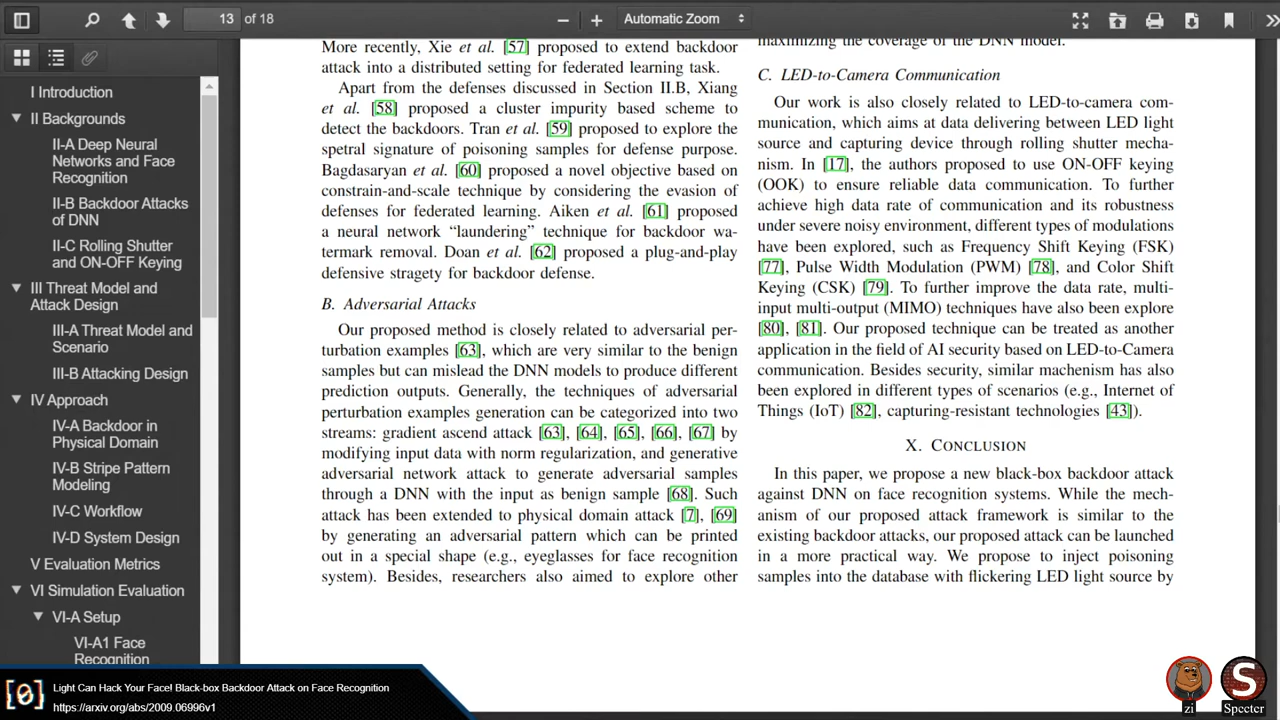 13 of 18
Automatic Zoom
I Introduction
II Backgrounds
II-A Deep Neural
Networks and Face
Recognition
II-B Backdoor Attacks
of DNN
II-C Rolling Shutter
and ON-OFF Keying
III Threat Model and
Attack Design
III-A Threat Model and
Scenario
III-B Attacking Design
IV Approach
IV-A Backdoor in
Physical Domain
IV-B Stripe Pattern
Modeling
IV-C Workflow
IV-D System Design
V Evaluation Metrics
VI Simulation Evaluation
VI-A Setup
VI-A1 Face
Recognition
More recently, Xie et al. [57] proposed to extend backdoor
attack into a distributed setting for federated learning task.
Apart from the defenses discussed in Section II.B, Xiang
et al. [58] proposed a cluster impurity based scheme to
detect the backdoors. Tran et al. [59] proposed to explore the
spetral signature of poisoning samples for defense purpose.
Bagdasaryan et al. [60] proposed a novel objective based on
constrain-and-scale technique by considering the evasion of
defenses for federated learning. Aiken et al. [61] proposed
a neural network “laundering” technique for backdoor wa-
termark removal. Doan et al. [62] proposed a plug-and-play
defensive stragety for backdoor defense.
B. Adversarial Attacks
Our proposed method is closely related to adversarial per-
turbation examples [63], which are very similar to the benign
samples but can mislead the DNN models to produce different
prediction outputs. Generally, the techniques of adversarial
perturbation examples generation can be categorized into two
streams: gradient ascend attack [63], [64], [65], [66], [67] by
modifying input data with norm regularization, and generative
adversarial network attack to generate adversarial samples
through a DNN with the input as benign sample [68]. Such
attack has been extended to physical domain attack [7], [69]
by generating an adversarial pattern which can be printed
out in a special shape (e.g., eyeglasses for face recognition
system). Besides, researchers also aimed to explore other
maximizing the coverage of the DNN model.
C. LED-to-Camera Communication
Our work is also closely related to LED-to-camera com-
munication, which aims at data delivering between LED light
source and capturing device through rolling shutter mecha-
nism. In [17], the authors proposed to use ON-OFF keying
(OOK) to ensure reliable data communication. To further
achieve high data rate of communication and its robustness
under severe noisy environment, different types of modulations
have been explored, such as Frequency Shift Keying (FSK)
[77], Pulse Width Modulation (PWM) [78], and Color Shift
Keying (CSK) [79]. To further improve the data rate, multi-
input multi-output (MIMO) techniques have also been explore
[80], [81]. Our proposed technique can be treated as another
application in the field of AI security based on LED-to-Camera
communication. Besides security, similar machenism has also
been explored in different types of scenarios (e.g., Internet of
Things (IoT) [82], capturing-resistant technologies [43]).
X. CONCLUSION
In this paper, we propose a new black-box backdoor attack
against DNN on face recognition systems. While the mech-
anism of our proposed attack framework is similar to the
existing backdoor attacks, our proposed attack can be launched
in a more practical way. We propose to inject poisoning
samples into the database with flickering LED light source by
[0]
Light Can Hack Your Face! Black-box Backdoor Attack on Face Recognition
https://arxiv.org/abs/2009.06996v1
zi
S
Specter